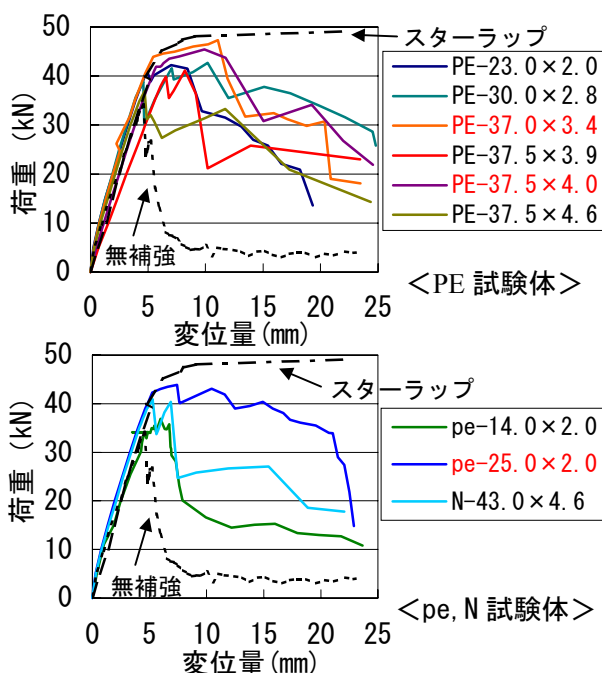 荷重 (kN)
50
40
30
20
10
0
0
5
10
15
20
25
変位量(mm)
無補強
スターラップ
PE-23.0×2.0
PE-30.0×2.8
PE-37.0×3.4
PE-37.5×3.9
PE-37.5×4.0
PE-37.5×4.6
＜PE 試験体＞
荷重 (kN)
50
40
30
20
10
0
0
5
10
15
20
25
変位量(mm)
無補強
スターラップ
pe-14.0×2.0
pe-25.0×2.0
N-43.0×4.6
＜pe, N 試験体＞